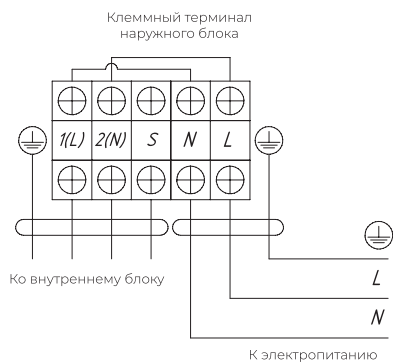 Клеммный терминал
наружного блока
1(L) 2(N) S N L
Ко внутреннему блоку
L
N
К электропитанию